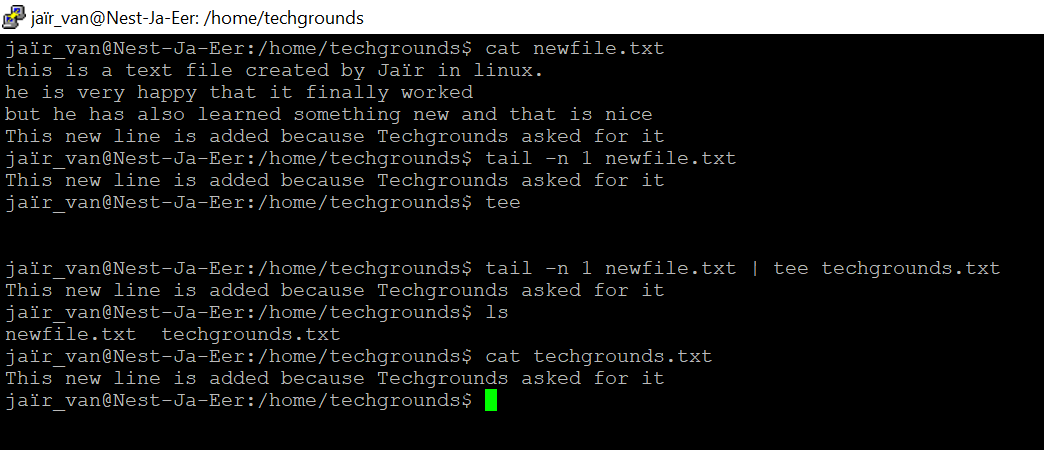 jaïr_van@Nest-Ja-Eer: /home/techgrounds
jaïr_van@Nest-Ja-Eer:/home/techgrounds$ cat newfile.txt
this is a text file created by Jaïr in linux.
he is very happy that it finally worked
but he has also learned something new and that is nice
This new line is added because Techgrounds asked for it
jaïr_van@Nest-Ja-Eer:/home/techgrounds$ tail -n 1 newfile.txt
This new line is added because Techgrounds asked for it
jaïr_van@Nest-Ja-Eer:/home/techgrounds$ tee
jaïr_van@Nest-Ja-Eer:/home/techgrounds$ tail -n 1 newfile.txt | tee techgrounds.txt
This new line is added because Techgrounds asked for it
jaïr_van@Nest-Ja-Eer:/home/techgrounds$ ls
newfile.txt  techgrounds.txt
jaïr_van@Nest-Ja-Eer:/home/techgrounds$ cat techgrounds.txt
This new line is added because Techgrounds asked for it
jaïr_van@Nest-Ja-Eer:/home/techgrounds$